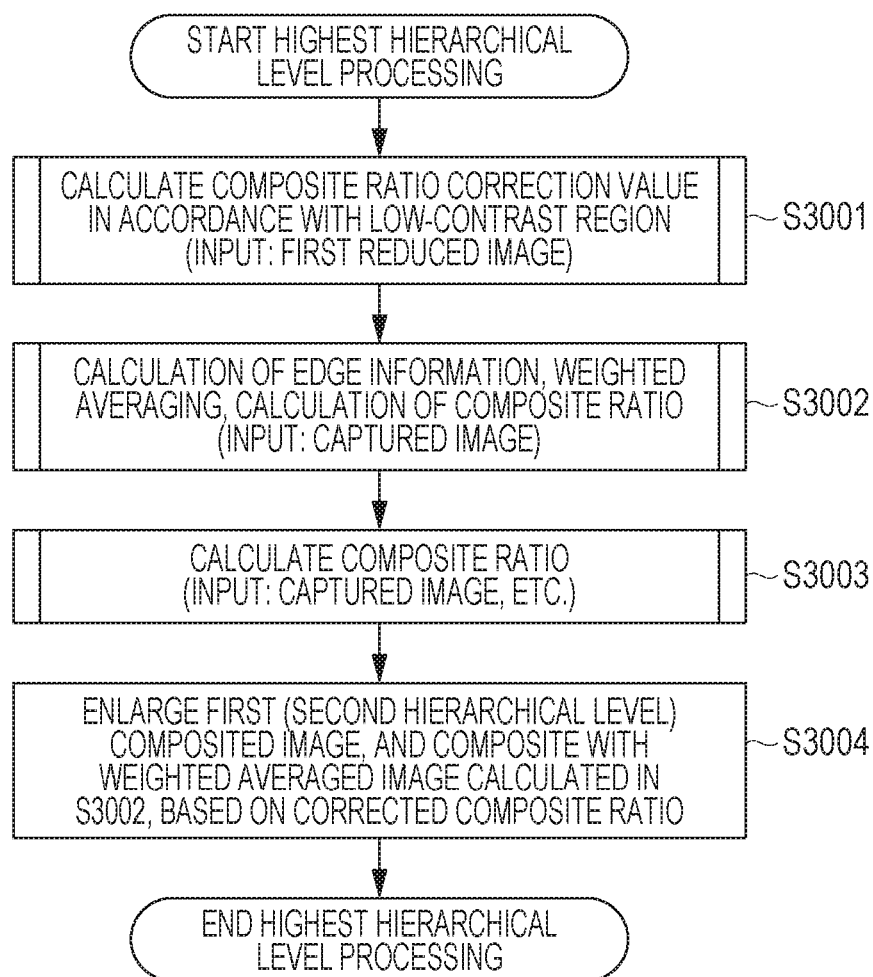 START HIGHEST HIERARCHICAL
LEVEL PROCESSING
CALCULATE COMPOSITE RATIO CORRECTION VALUE
IN ACCORDANCE WITH LOW-CONTRAST REGION
(INPUT: FIRST REDUCED IMAGE)
S3001
CALCULATION OF EDGE INFORMATION, WEIGHTED
AVERAGING, CALCULATION OF COMPOSITE RATIO
(INPUT: CAPTURED IMAGE)
S3002
CALCULATE COMPOSITE RATIO
(INPUT: CAPTURED IMAGE, ETC.)
S3003
ENLARGE FIRST (SECOND HIERARCHICAL LEVEL)
COMPOSITED IMAGE, AND COMPOSITE WITH
WEIGHTED AVERAGED IMAGE CALCULATED IN
S3002, BASED ON CORRECTED COMPOSITE RATIO
S3004
END HIGHEST HIERARCHICAL
LEVEL PROCESSING